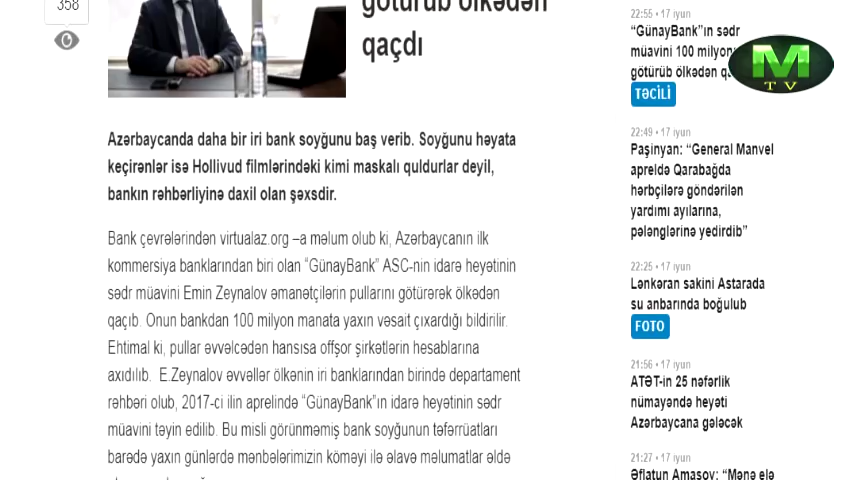 358
götürüb ölkədən
qaçdı
Azərbaycanda daha bir iri bank soyğunu baş verib. Soyğunu həyata
keçirənlər isə Hollivud filmlərindəki kimi maskalı quldurlar deyil,
bankın rəhbərliyinə daxil olan şəxsdir.
Bank çevrələrindən virtualaz.org –a məlum olub ki, Azərbaycanın ilk
kommersiya banklarından biri olan “GünayBank” ASC-nin idarə heyətinin
sədr müavini Emin Zeynalov əmanətçilərin pullarını götürərək ölkədən
qaçıb. Onun bankdan 100 milyon manata yaxın vəsait çıxardığı bildirilir.
Ehtimal ki, pullar əvvəlcədən hansısa offşor şirkətlərin hesablarına
axıdılıb. E.Zeynalov əvvəllər ölkənin iri banklarından birində departament
rəhbəri olub, 2017-ci ilin aprelində “GünayBank”ın idarə heyətinin sədr
müavini təyin edilib. Bu misli görünməmiş bank soyğunun təfərrüatları
barədə yaxın günlərdə mənbələrimizin köməyi ilə əlavə məlumatlar əldə
22:55 • 17 iyun
“GünayBank”ın sədr
müavini 100 milyon
götürüb ölkədən
TƏCİLİ
22:49 • 17 iyun
Paşinyan: “General Manvel
apreldə Qarabağda
hərbçilərə göndərilən
yardımı ayılarına,
pələnglərinə yedirdib”
22:25 • 17 iyun
Lənkəran sakini Astarada
su anbarında boğulub
FOTO
21:56 • 17 iyun
ATƏT-in 25 nəfərlik
nümayəndə heyəti
Azərbaycana gələcək
21:27 • 17 iyun
Əflatun Amaşov: “Mənə elə
M
TV